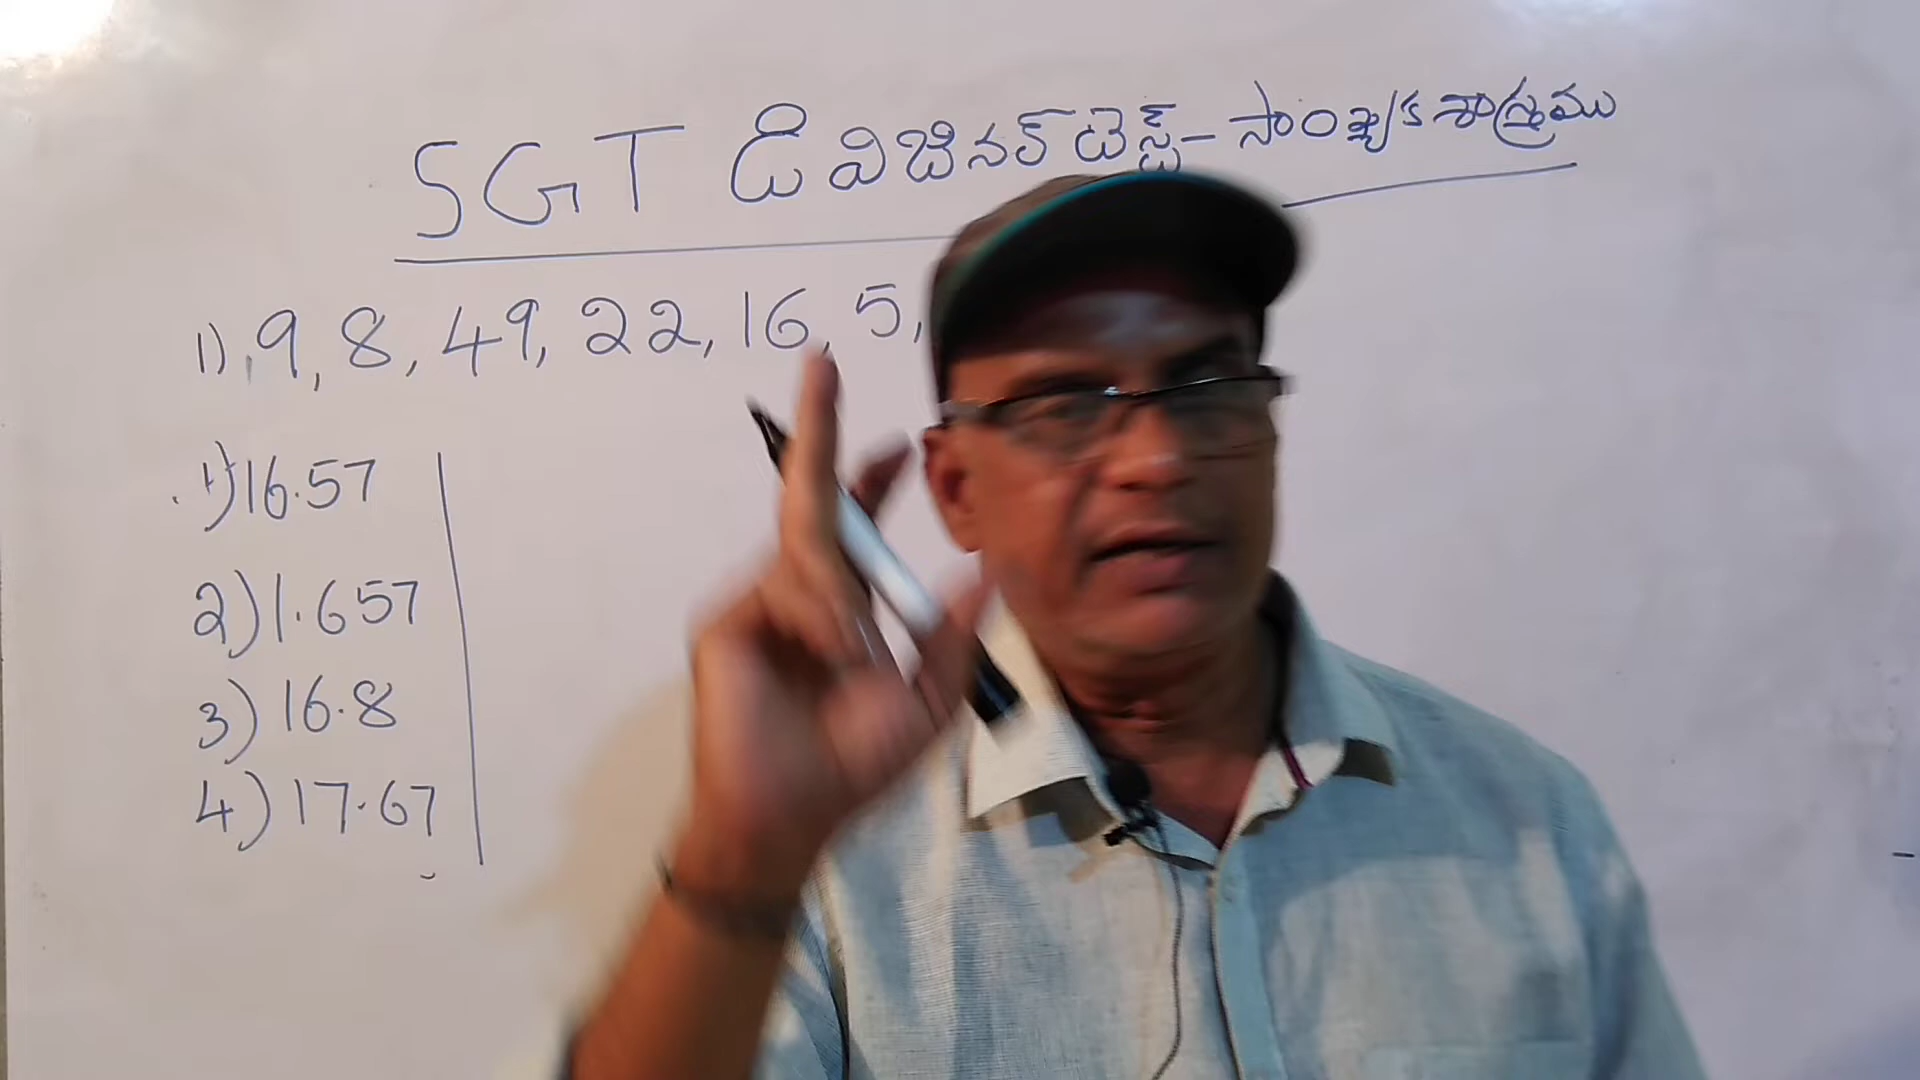 SGT డివిజినల్ టెస్ట్ - సాంఖ్యకశాస్త్రము
1) 9, 8, 49, 22, 16, 5,
1) 16.57
2) 1.657
3) 16.8
4) 17.67